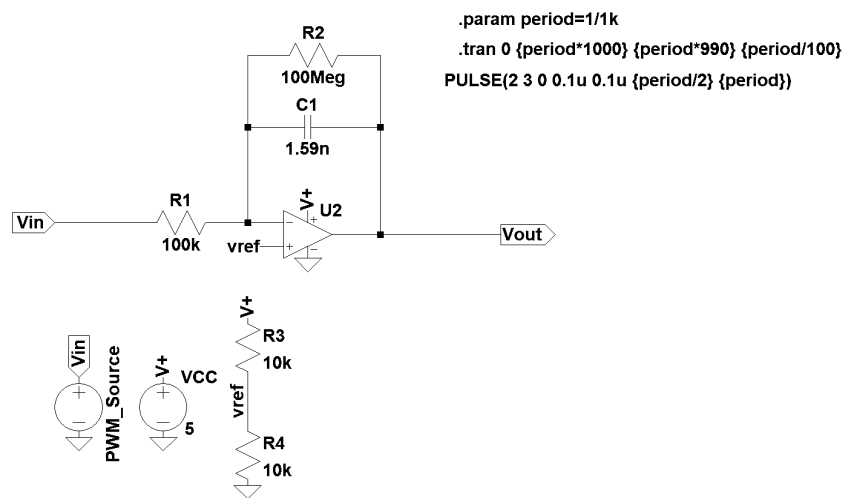 .param period=1/1k
.tran 0 {period*1000} {period*990} {period/100}
PULSE(2 3 0 0.1u 0.1u {period/2} {period})
R2
100Meg
C1
1.59n
R1
100k
Vin
V+
U2
vref
Vout
V+
R3
10k
vref
R4
10k
Vin
PWM_Source
V+
VCC
5